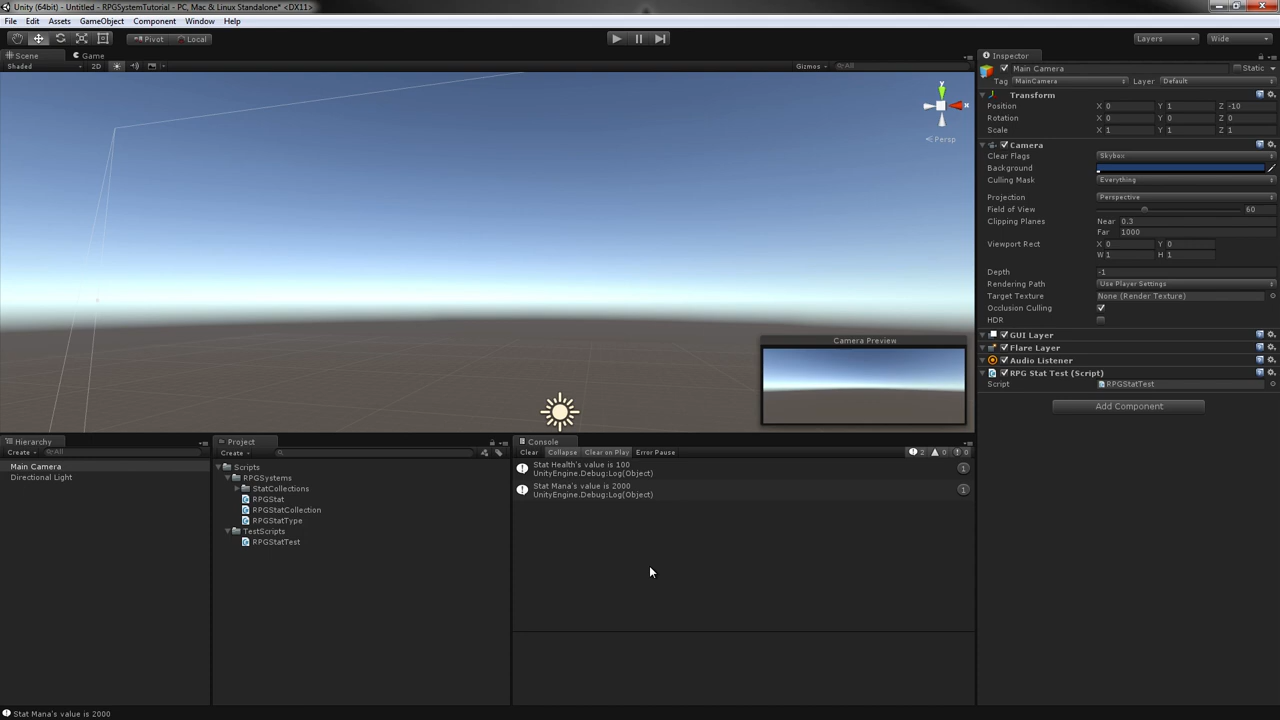 Unity (64bit) - Untitled - RPGSystemTutorial - PC, Mac & Linux Standalone* <DX11>
File Edit Assets GameObject Component Window Help
Pivot Local Layers Wide
Scene Game
Shaded 2D Gizmos All
Persp
Camera Preview
Inspector
Main Camera Static
Tag MainCamera Layer Default
Transform
Position X 0 Y 1 Z -10
Rotation X 0 Y 0 Z 0
Scale X 1 Y 1 Z 1
Camera
Clear Flags Skybox
Background
Culling Mask Everything
Projection Perspective
Field of View 60
Clipping Planes Near 0.3
Far 1000
Viewport Rect X 0 Y 0
W 1 H 1
Depth -1
Rendering Path Use Player Settings
Target Texture None (Render Texture)
Occlusion Culling
HDR
GUI Layer
Flare Layer
Audio Listener
RPG Stat Test (Script)
Script RPGStatTest
Add Component
Hierarchy
Create All
Main Camera
Directional Light
Project
Create
Scripts
RPGSystems
StatCollections
RPGStat
RPGStatCollection
RPGStatType
TestScripts
RPGStatTest
Console
Clear Collapse Clear on Play Error Pause 2 0 0
Stat Health's value is 100
UnityEngine.Debug:Log(Object) 1
Stat Mana's value is 2000
UnityEngine.Debug:Log(Object) 1
Stat Mana's value is 2000